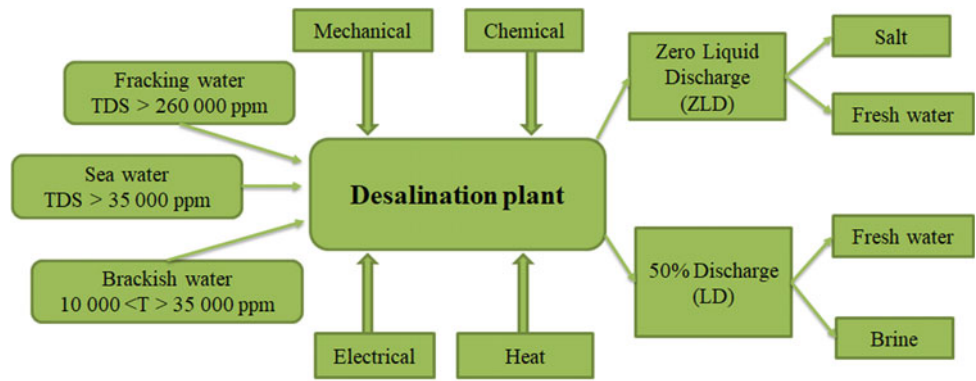 Mechanical
Chemical
Fracking water
TDS > 260 000 ppm
Sea water
TDS > 35 000 ppm
Brackish water
10 000 <T > 35 000 ppm
Desalination plant
Electrical
Heat
Zero Liquid
Discharge
(ZLD)
Salt
Fresh water
50% Discharge
(LD)
Fresh water
Brine